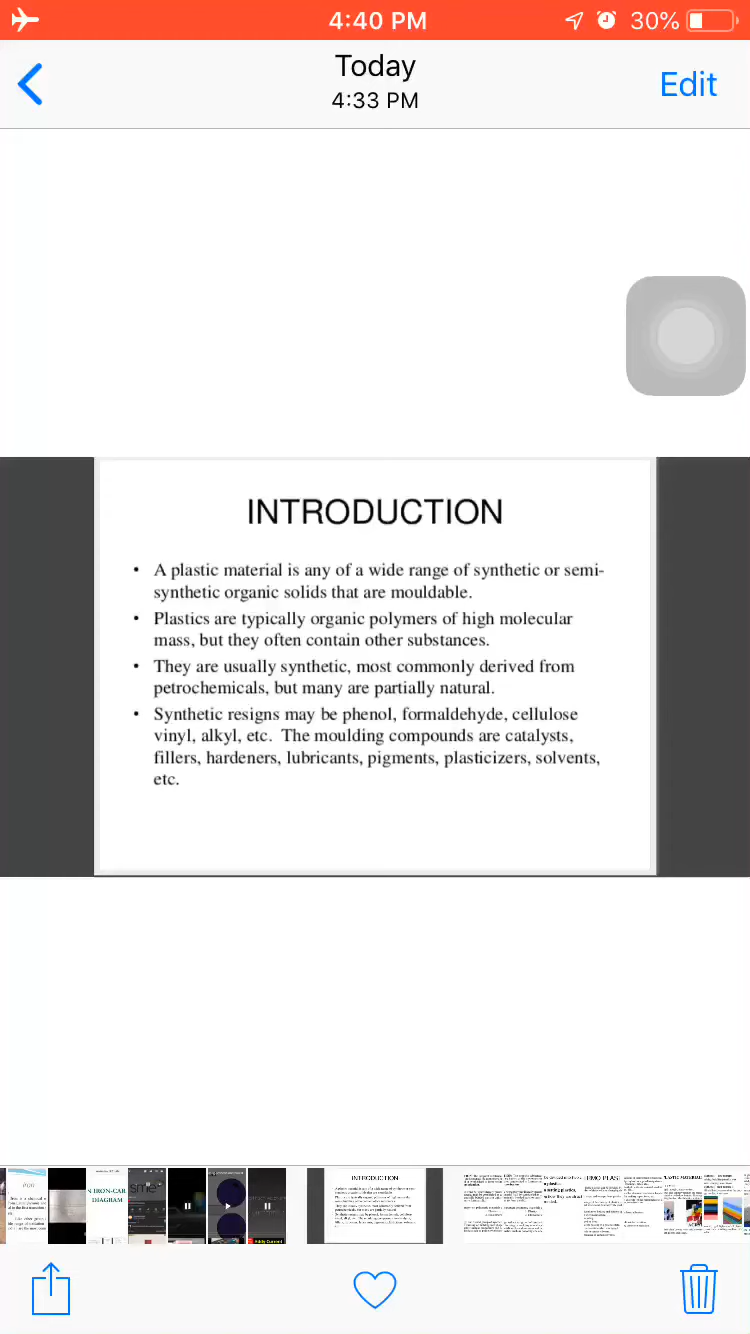 4:40 PM
30%
Today
4:33 PM
Edit
INTRODUCTION
• A plastic material is any of a wide range of synthetic or semi-
synthetic organic solids that are mouldable.
• Plastics are typically organic polymers of high molecular
mass, but they often contain other substances.
• They are usually synthetic, most commonly derived from
petrochemicals, but many are partially natural.
• Synthetic resigns may be phenol, formaldehyde, cellulose
vinyl, alkyl, etc. The moulding compounds are catalysts,
fillers, hardeners, lubricants, pigments, plasticizers, solvents,
etc.
INTRODUCTION
DIAGRAM
Eddy Current